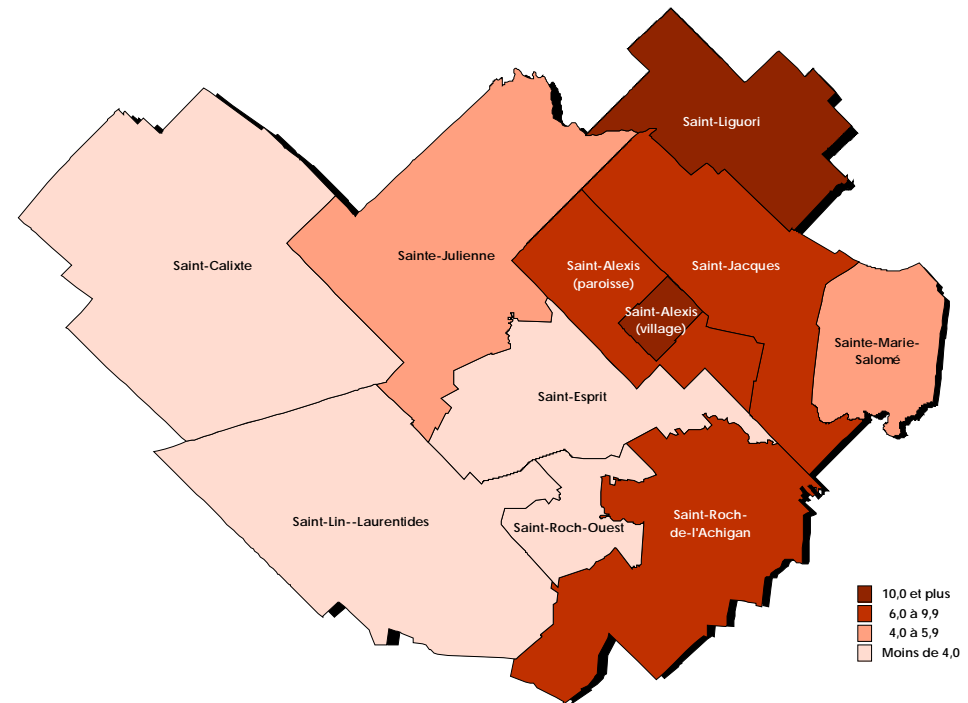 Saint-Liguori
Saint-Calixte
Sainte-Julienne
Saint-Alexis
(paroisse)
Saint-Jacques
Saint-Alexis
(village)
Sainte-Marie-
Salomé
Saint-Esprit
Saint-Lin--Laurentides
Saint-Roch-Ouest
Saint-Roch-
de-l'Achigan
10,0 et plus
6,0 à 9,9
4,0 à 5,9
Moins de 4,0